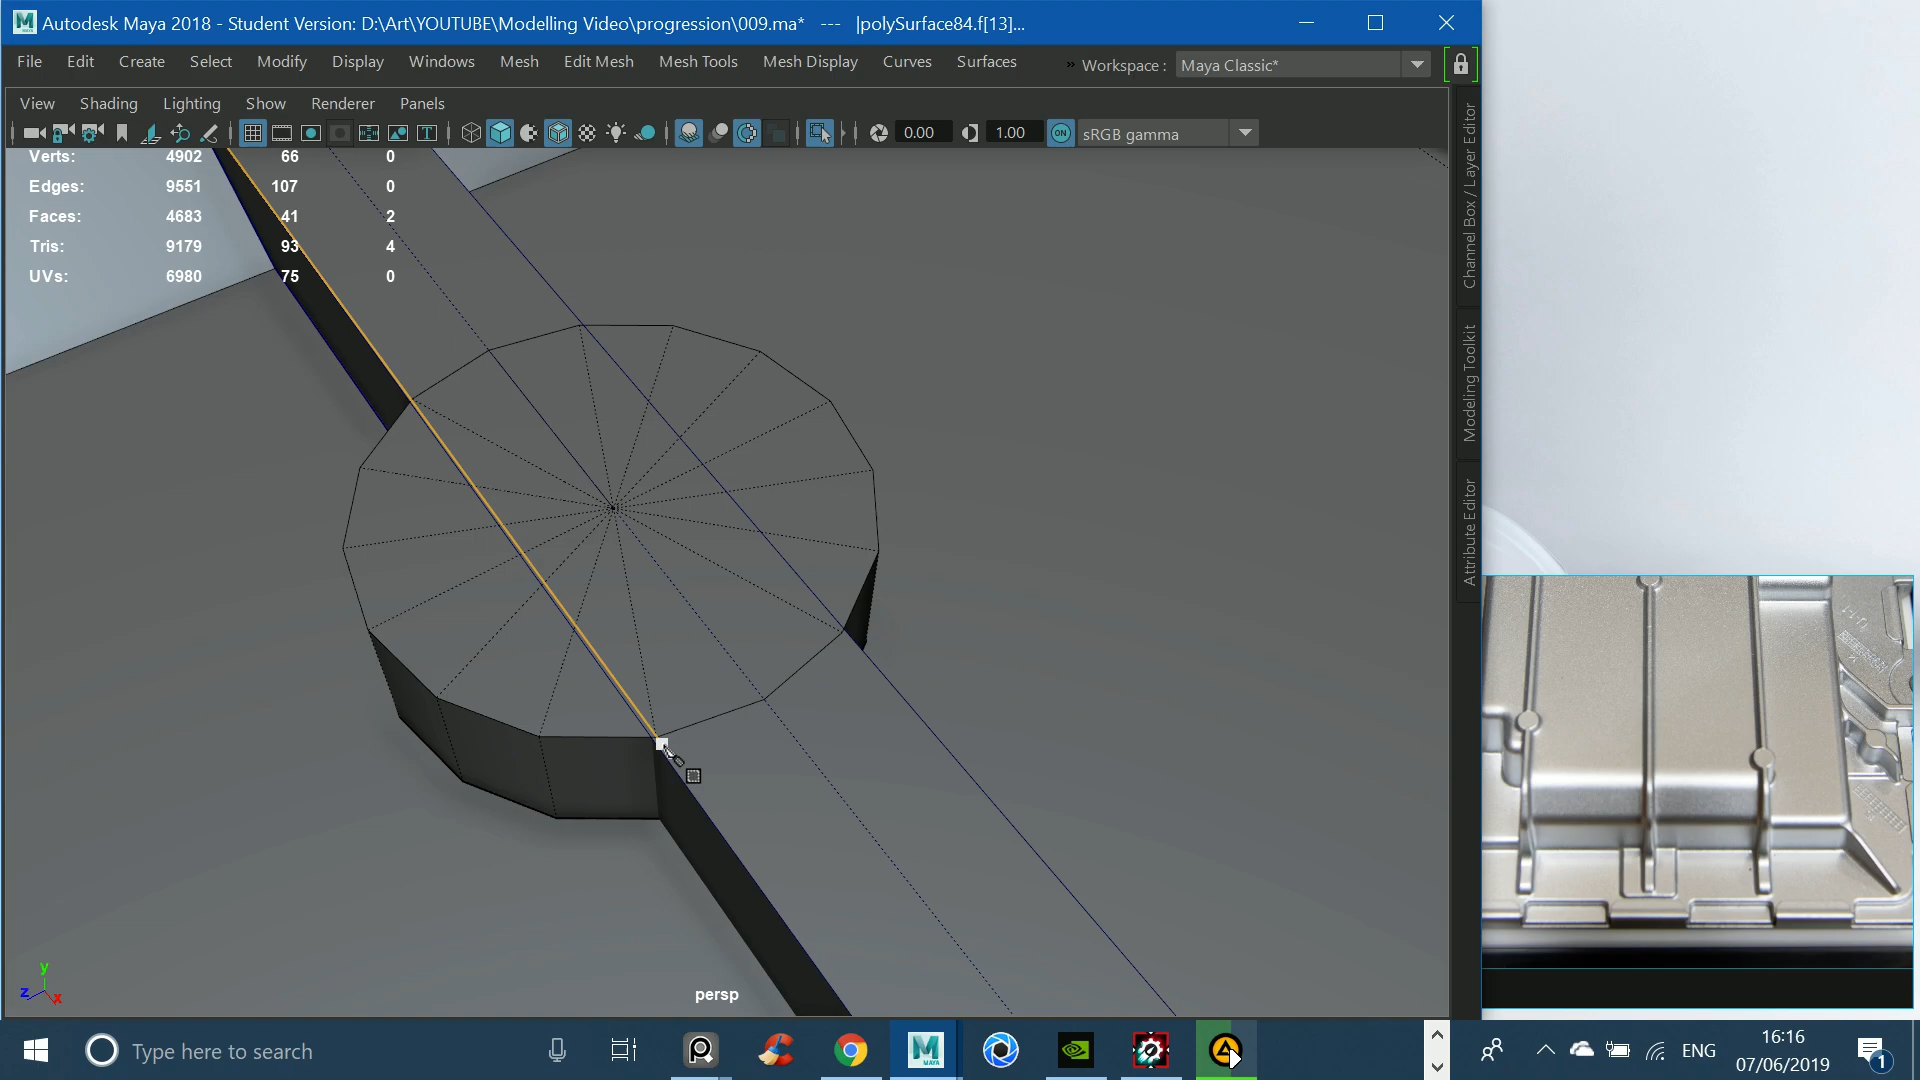 Autodesk Maya 2018 - Student Version: D:\Art\YOUTUBE\Modelling Video\progression\009.ma* --- |polySurface84.f[13]...
File Edit Create Select Modify Display Windows Mesh Edit Mesh Mesh Tools Mesh Display Curves Surfaces » Workspace : Maya Classic*
View Shading Lighting Show Renderer Panels
0.00 1.00 ON sRGB gamma
Verts: 4902 66 0
Edges: 9551 107 0
Faces: 4683 41 2
Tris: 9179 93 4
UVs: 6980 75 0
Channel Box / Layer Editor
Modeling Toolkit
Attribute Editor
y
z x
persp
Type here to search
MAYA
ENG
16:16
07/06/2019
1